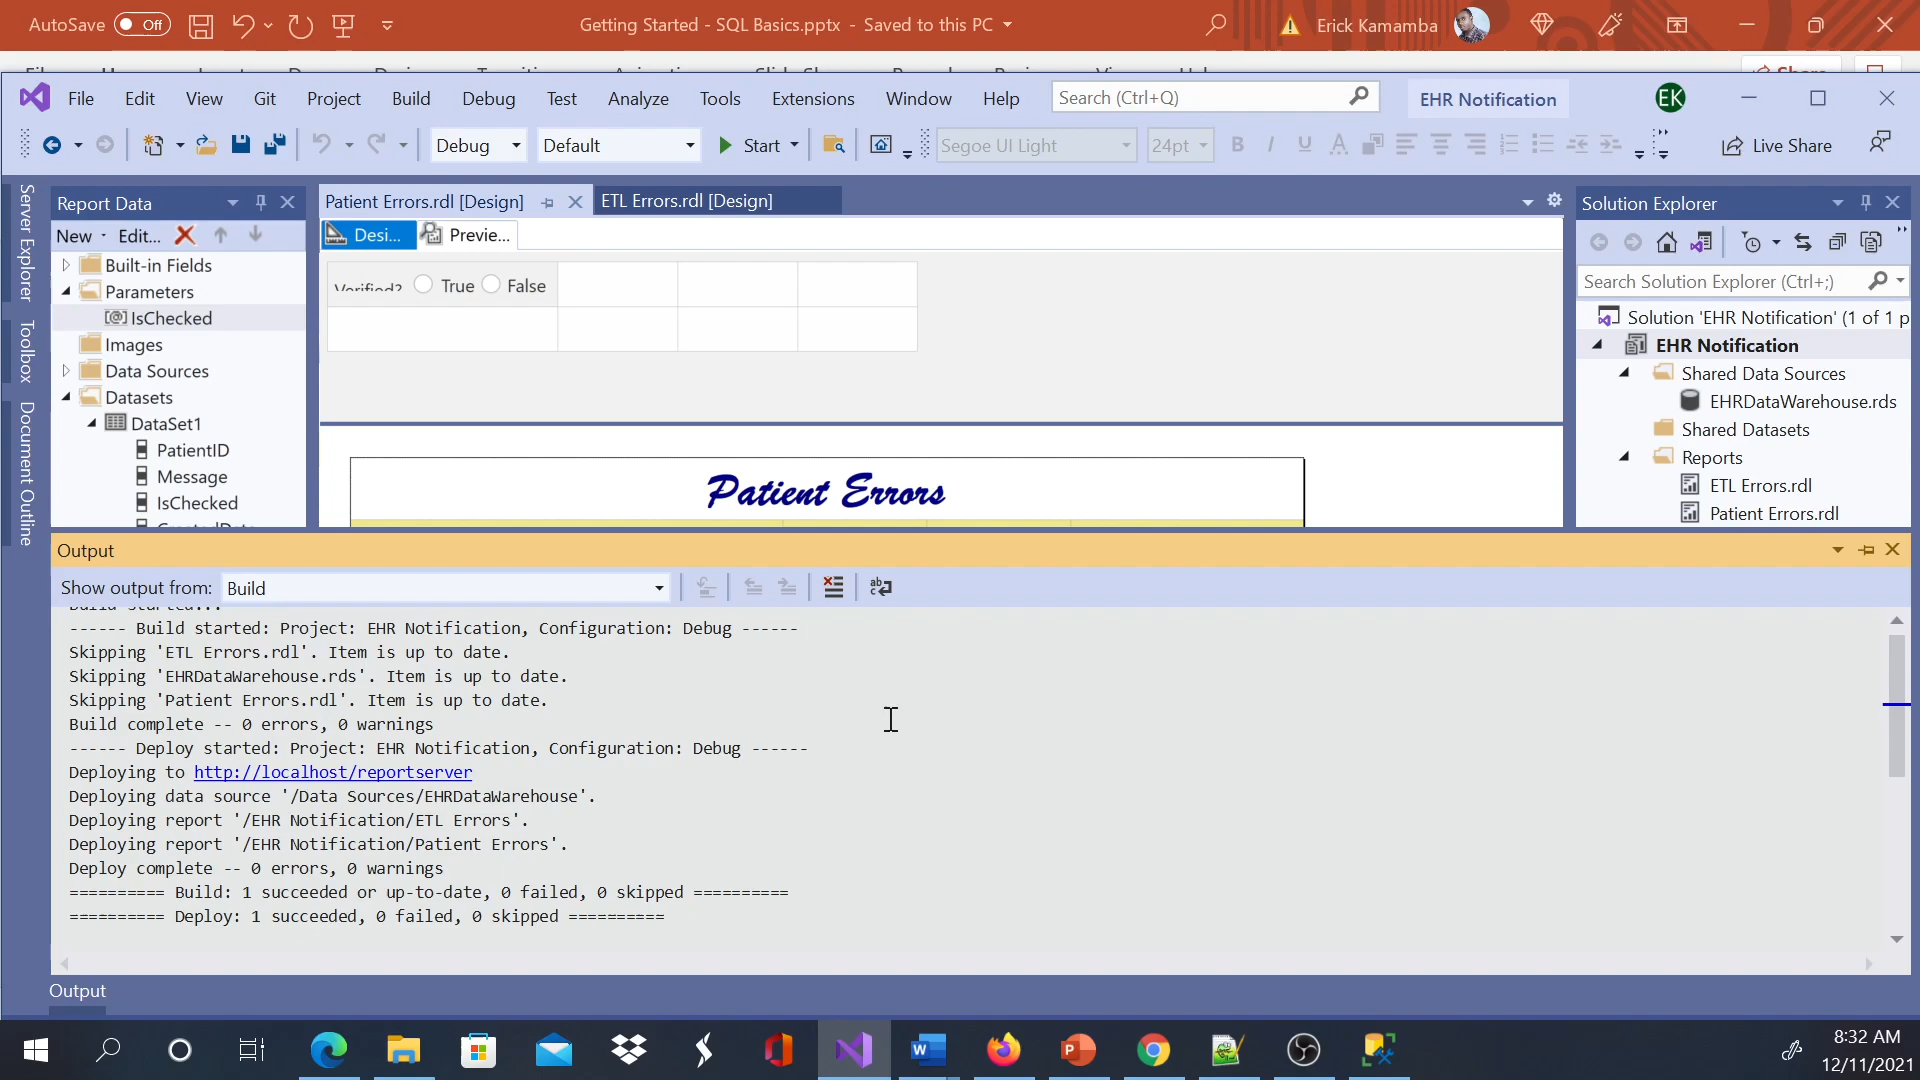 AutoSave Off Getting Started - SQL Basics.pptx - Saved to this PC Erick Kamamba
File Edit View Git Project Build Debug Test Analyze Tools Extensions Window Help Search (Ctrl+Q) EHR Notification EK
Debug Default Start Segoe UI Light 24pt B I U A Live Share
Server Explorer
Toolbox
Document Outline
Report Data
New Edit...
Built-in Fields
Parameters
[@] IsChecked
Images
Data Sources
Datasets
DataSet1
PatientID
Message
IsChecked
CreatedDate
Patient Errors.rdl [Design] ETL Errors.rdl [Design]
Desi... Previe...
Verified? True False
Patient Errors
Solution Explorer
Search Solution Explorer (Ctrl+;)
Solution 'EHR Notification' (1 of 1 p
EHR Notification
Shared Data Sources
EHRDataWarehouse.rds
Shared Datasets
Reports
ETL Errors.rdl
Patient Errors.rdl
Output
Show output from: Build
Build started...
------ Build started: Project: EHR Notification, Configuration: Debug ------
Skipping 'ETL Errors.rdl'. Item is up to date.
Skipping 'EHRDataWarehouse.rds'. Item is up to date.
Skipping 'Patient Errors.rdl'. Item is up to date.
Build complete -- 0 errors, 0 warnings
------ Deploy started: Project: EHR Notification, Configuration: Debug ------
Deploying to http://localhost/reportserver
Deploying data source '/Data Sources/EHRDataWarehouse'.
Deploying report '/EHR Notification/ETL Errors'.
Deploying report '/EHR Notification/Patient Errors'.
Deploy complete -- 0 errors, 0 warnings
========== Build: 1 succeeded or up-to-date, 0 failed, 0 skipped ==========
========== Deploy: 1 succeeded, 0 failed, 0 skipped ==========
Output
8:32 AM
12/11/2021